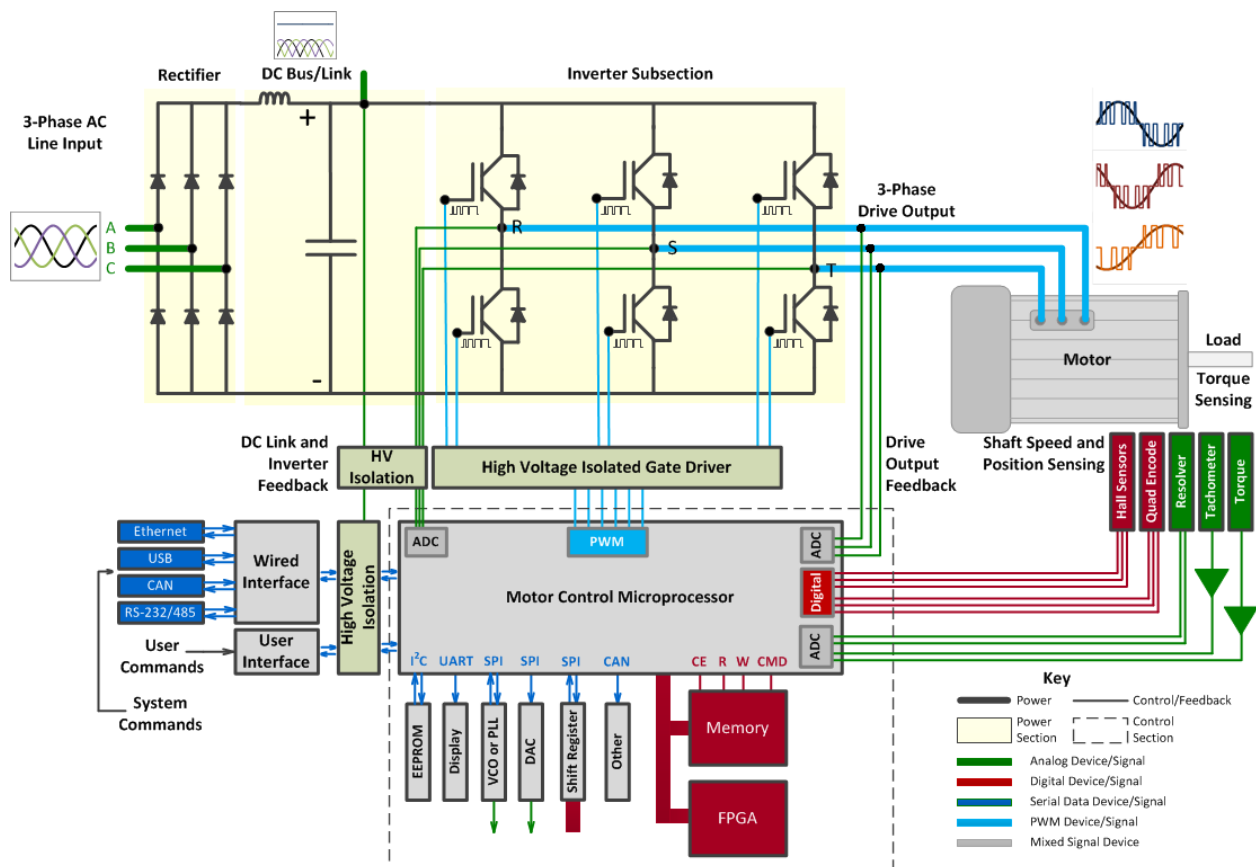 Rectifier
DC Bus/Link
Inverter Subsection
3-Phase AC
Line Input
A
B
C
+
-
R
S
T
3-Phase
Drive Output
Motor
Load
Torque
Sensing
DC Link and
Inverter
Feedback
HV
Isolation
High Voltage Isolated Gate Driver
Drive
Output
Feedback
Shaft Speed and
Position Sensing
Hall Sensors
Quad Encode
Resolver
Tachometer
Torque
Ethernet
USB
CAN
RS-232/485
Wired
Interface
User
Interface
High Voltage
Isolation
User
Commands
System
Commands
ADC
PWM
ADC
Digital
ADC
Motor Control Microprocessor
I²C
UART
SPI
SPI
SPI
CAN
CE
R
W
CMD
EEPROM
Display
VCO or PLL
DAC
Shift Register
Other
Memory
FPGA
Key
Power
Control/Feedback
Power
Section
Control
Section
Analog Device/Signal
Digital Device/Signal
Serial Data Device/Signal
PWM Device/Signal
Mixed Signal Device